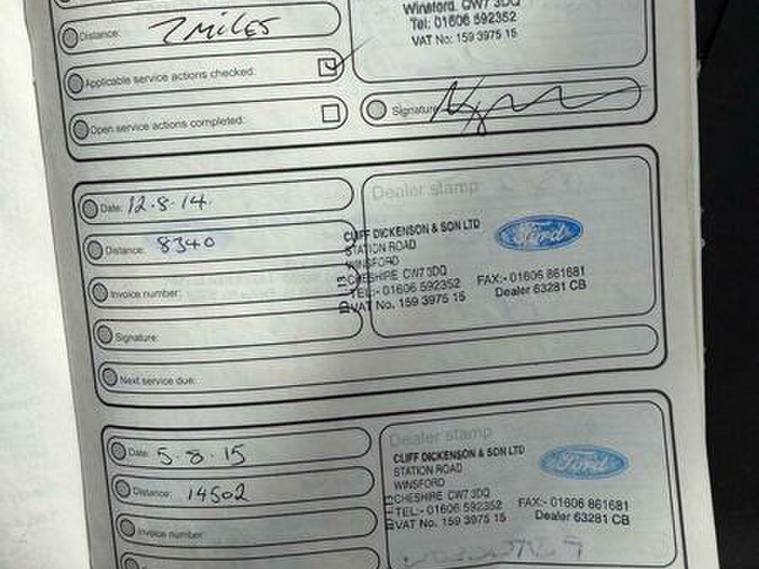 Winsford. CW7 3DQ
Distance: 7 MILES
Tel: 01606 592352
VAT No: 159 3975 15
Applicable service actions checked:
Open service actions completed:
Signature
Date: 12.8.14.
Dealer stamp
Distance: 8340
CLIFF DICKENSON & SON LTD
STATION ROAD
WINSFORD
CHESHIRE CW7 3DQ
TEL:- 01606 592352 FAX:- 01606 861681
VAT No. 159 3975 15 Dealer 63281 CB
Ford
Invoice number:
Signature:
Next service due:
Date: 5.8.15
Dealer stamp
Distance: 14502
CLIFF DICKENSON & SON LTD
STATION ROAD
WINSFORD
CHESHIRE CW7 3DQ
TEL:- 01606 592352 FAX:- 01606 861681
VAT No. 159 3975 15 Dealer 63281 CB
Ford
Invoice number